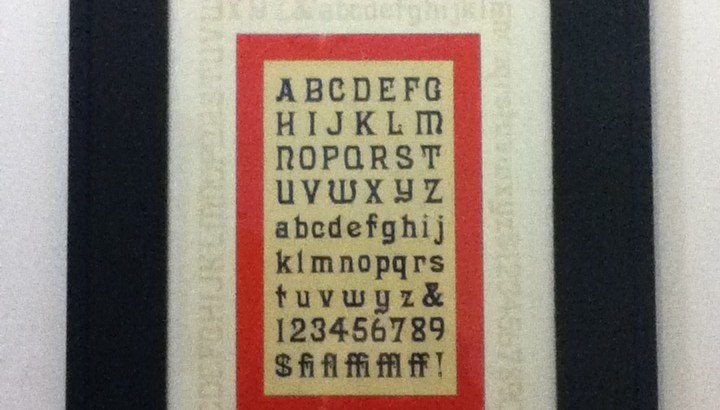 ABCDEFG
HIJKLM
NOPQRST
UVWXYZ
abcdefghij
klmnopqrs
tuvwyz&
123456789
$fiflffifflff!